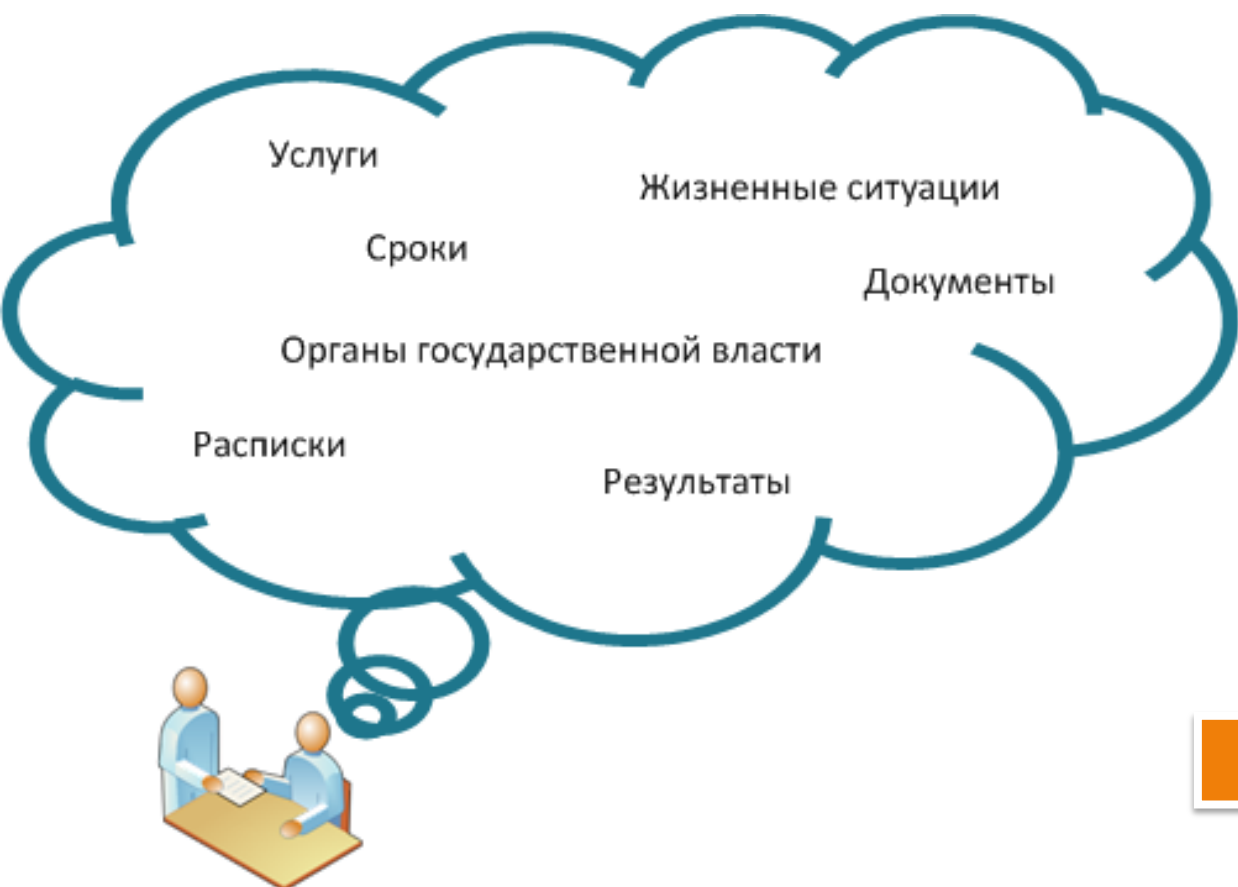 Услуги
Жизненные ситуации
Сроки
Документы
Органы государственной власти
Расписки
Результаты